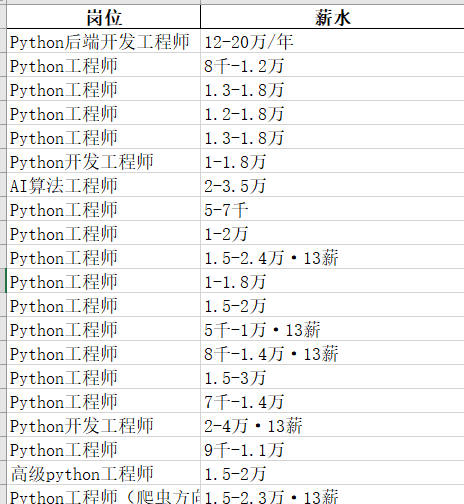 岗位 薪水
Python后端开发工程师 12-20万/年
Python工程师 8千-1.2万
Python工程师 1.3-1.8万
Python工程师 1.2-1.8万
Python工程师 1.3-1.8万
Python开发工程师 1-1.8万
AI算法工程师 2-3.5万
Python工程师 5-7千
Python工程师 1-2万
Python工程师 1.5-2.4万·13薪
Python工程师 1-1.8万
Python工程师 1.5-2万
Python工程师 5千-1万·13薪
Python工程师 8千-1.4万·13薪
Python工程师 1.5-3万
Python工程师 7千-1.4万
Python开发工程师 2-4万·13薪
Python工程师 9千-1.1万
高级python工程师 1.5-2万
Python工程师（爬虫方向 1.5-2.3万·13薪